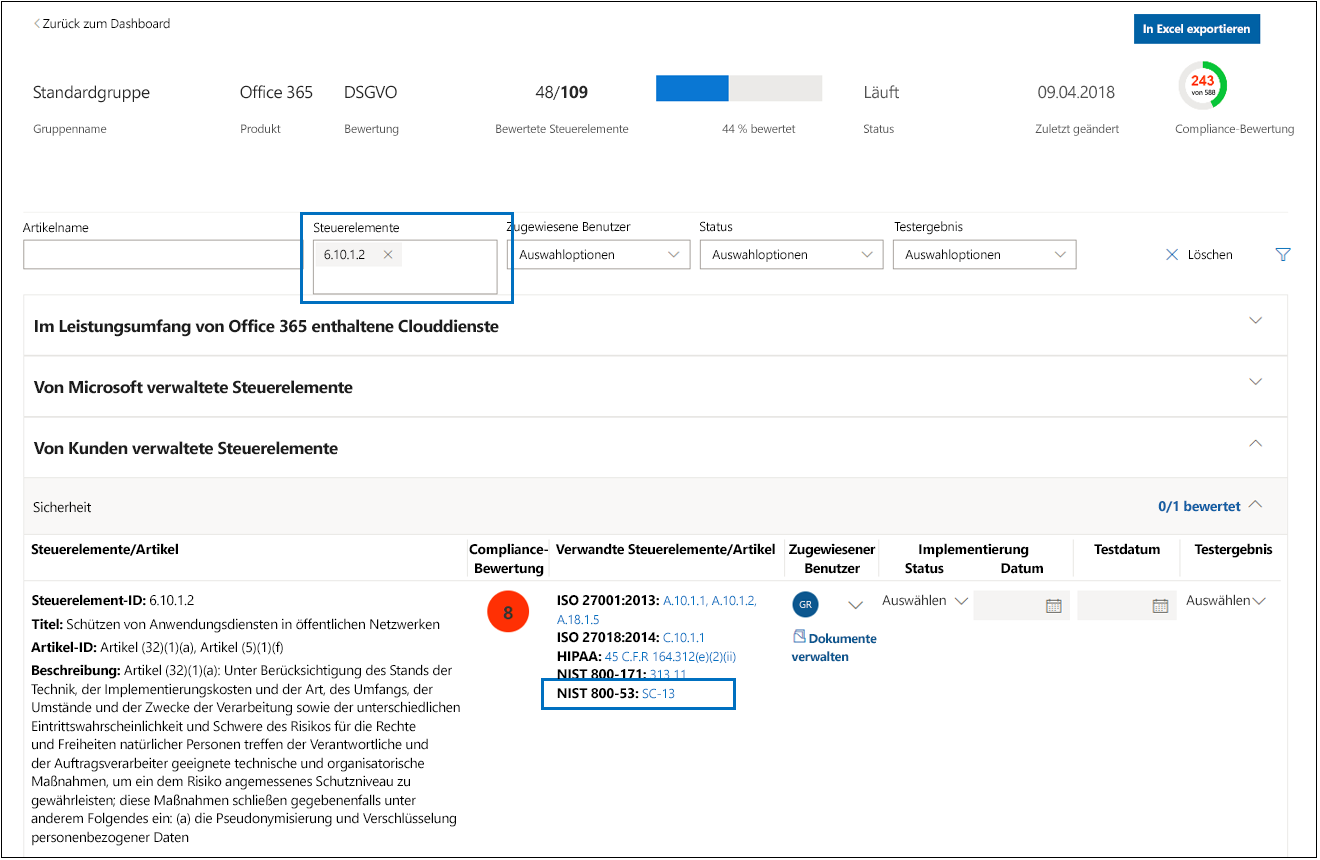 Zurück zum Dashboard
In Excel exportieren
Standardgruppe Office 365 DSGVO 48/109 Läuft 09.04.2018 243 von 588
Gruppenname Produkt Bewertung Bewertete Steuerelemente 44 % bewertet Status Zuletzt geändert Compliance-Bewertung
Artikelname Steuerelemente Zugewiesene Benutzer Status Testergebnis
6.10.1.2 Auswahloptionen Auswahloptionen Auswahloptionen Löschen
Im Leistungsumfang von Office 365 enthaltene Clouddienste
Von Microsoft verwaltete Steuerelemente
Von Kunden verwaltete Steuerelemente
Sicherheit 0/1 bewertet
Steuerelemente/Artikel Compliance-Bewertung Verwandte Steuerelemente/Artikel Zugewiesener Benutzer Implementierung Status Datum Testdatum Testergebnis
Steuerelement-ID: 6.10.1.2
Titel: Schützen von Anwendungsdiensten in öffentlichen Netzwerken
Artikel-ID: Artikel (32)(1)(a), Artikel (5)(1)(f)
Beschreibung: Artikel (32)(1)(a): Unter Berücksichtigung des Stands der
Technik, der Implementierungskosten und der Art, des Umfangs, der
Umstände und der Zwecke der Verarbeitung sowie der unterschiedlichen
Eintrittswahrscheinlichkeit und Schwere des Risikos für die Rechte
und Freiheiten natürlicher Personen treffen der Verantwortliche und
der Auftragsverarbeiter geeignete technische und organisatorische
Maßnahmen, um ein dem Risiko angemessenes Schutzniveau zu
gewährleisten; diese Maßnahmen schließen gegebenenfalls unter
anderem Folgendes ein: (a) die Pseudonymisierung und Verschlüsselung
personenbezogener Daten
8
ISO 27001:2013: A.10.1.1, A.10.1.2,
A.18.1.5
ISO 27018:2014: C.10.1.1
HIPAA: 45 C.F.R 164.312(e)(2)(ii)
NIST 800-171: 313.11
NIST 800-53: SC-13
GR
Dokumente
verwalten
Auswählen
Auswählen